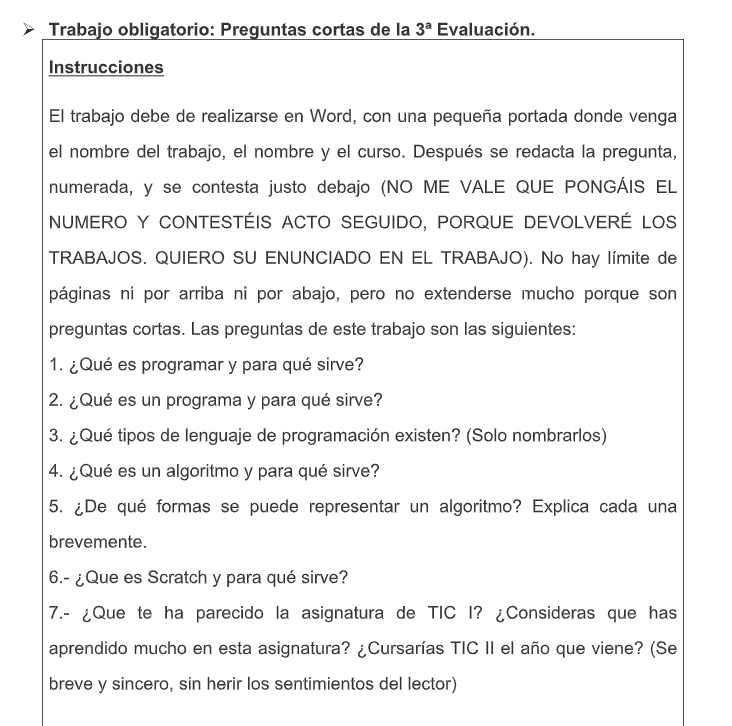 ➢ Trabajo obligatorio: Preguntas cortas de la 3ª Evaluación.
Instrucciones
El trabajo debe de realizarse en Word, con una pequeña portada donde venga
el nombre del trabajo, el nombre y el curso. Después se redacta la pregunta,
numerada, y se contesta justo debajo (NO ME VALE QUE PONGÁIS EL
NUMERO Y CONTESTÉIS ACTO SEGUIDO, PORQUE DEVOLVERÉ LOS
TRABAJOS. QUIERO SU ENUNCIADO EN EL TRABAJO). No hay límite de
páginas ni por arriba ni por abajo, pero no extenderse mucho porque son
preguntas cortas. Las preguntas de este trabajo son las siguientes:
1. ¿Qué es programar y para qué sirve?
2. ¿Qué es un programa y para qué sirve?
3. ¿Qué tipos de lenguaje de programación existen? (Solo nombrarlos)
4. ¿Qué es un algoritmo y para qué sirve?
5. ¿De qué formas se puede representar un algoritmo? Explica cada una
brevemente.
6.- ¿Que es Scratch y para qué sirve?
7.- ¿Que te ha parecido la asignatura de TIC I? ¿Consideras que has
aprendido mucho en esta asignatura? ¿Cursarías TIC II el año que viene? (Se
breve y sincero, sin herir los sentimientos del lector)